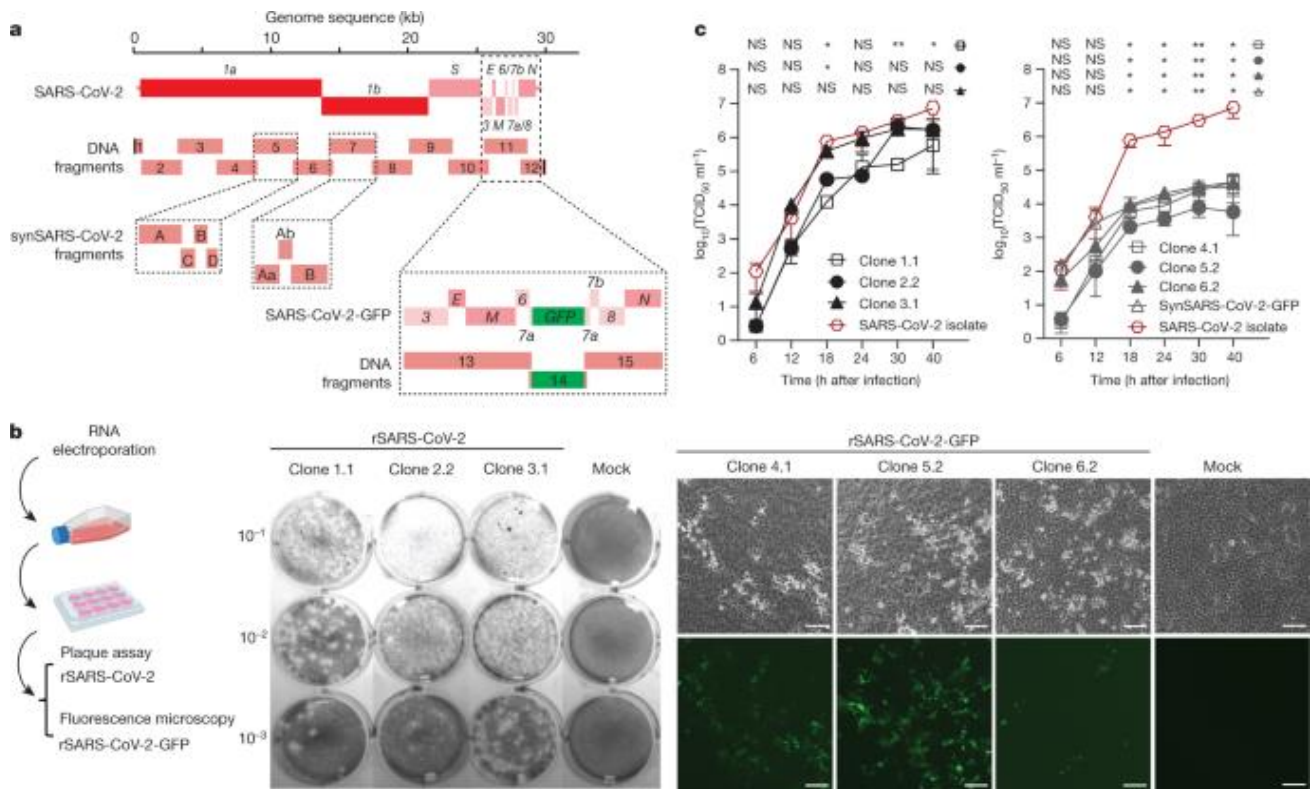 a
Genome sequence (kb)
0 10 20 30
1a S E 6/7b N
SARS-CoV-2
1b 3 M 7a/8
DNA
fragments
1 3 5 7 9 11
2 4 6 8 10 12
synSARS-CoV-2
fragments
A B
C D
Ab
Aa B
SARS-CoV-2-GFP
E 6 7b N
3 M GFP 8
7a 7a
DNA
fragments
13 15
14
b
RNA
electroporation
Plaque assay
rSARS-CoV-2
Fluorescence microscopy
rSARS-CoV-2-GFP
rSARS-CoV-2
Clone 1.1 Clone 2.2 Clone 3.1 Mock
10⁻¹
10⁻²
10⁻³
rSARS-CoV-2-GFP
Clone 4.1 Clone 5.2 Clone 6.2 Mock
c
NS NS * NS ** *
NS NS * NS NS NS
NS NS NS NS NS NS
log₁₀(TCID₅₀ ml⁻¹)
8
7
6
5
4
3
2
1
0
Clone 1.1
Clone 2.2
Clone 3.1
SARS-CoV-2 isolate
6 12 18 24 30 40
Time (h after infection)
NS NS * * ** *
NS NS * * ** *
NS NS * * ** *
NS NS * * ** *
log₁₀(TCID₅₀ ml⁻¹)
8
7
6
5
4
3
2
1
0
Clone 4.1
Clone 5.2
Clone 6.2
SynSARS-CoV-2-GFP
SARS-CoV-2 isolate
6 12 18 24 30 40
Time (h after infection)